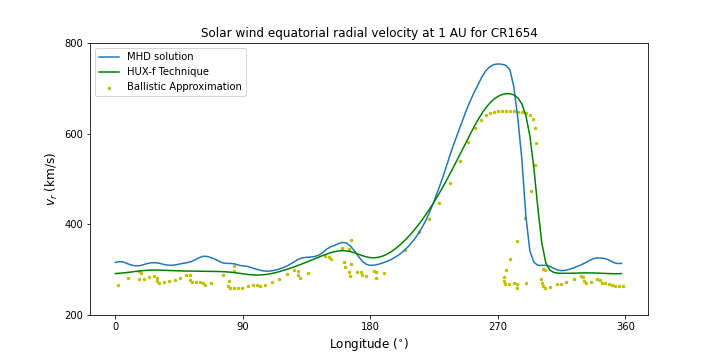 Solar wind equatorial radial velocity at 1 AU for CR1654
MHD solution
HUX-f Technique
Ballistic Approximation
800
600
400
200
v_r (km/s)
0 90 180 270 360
Longitude (°)